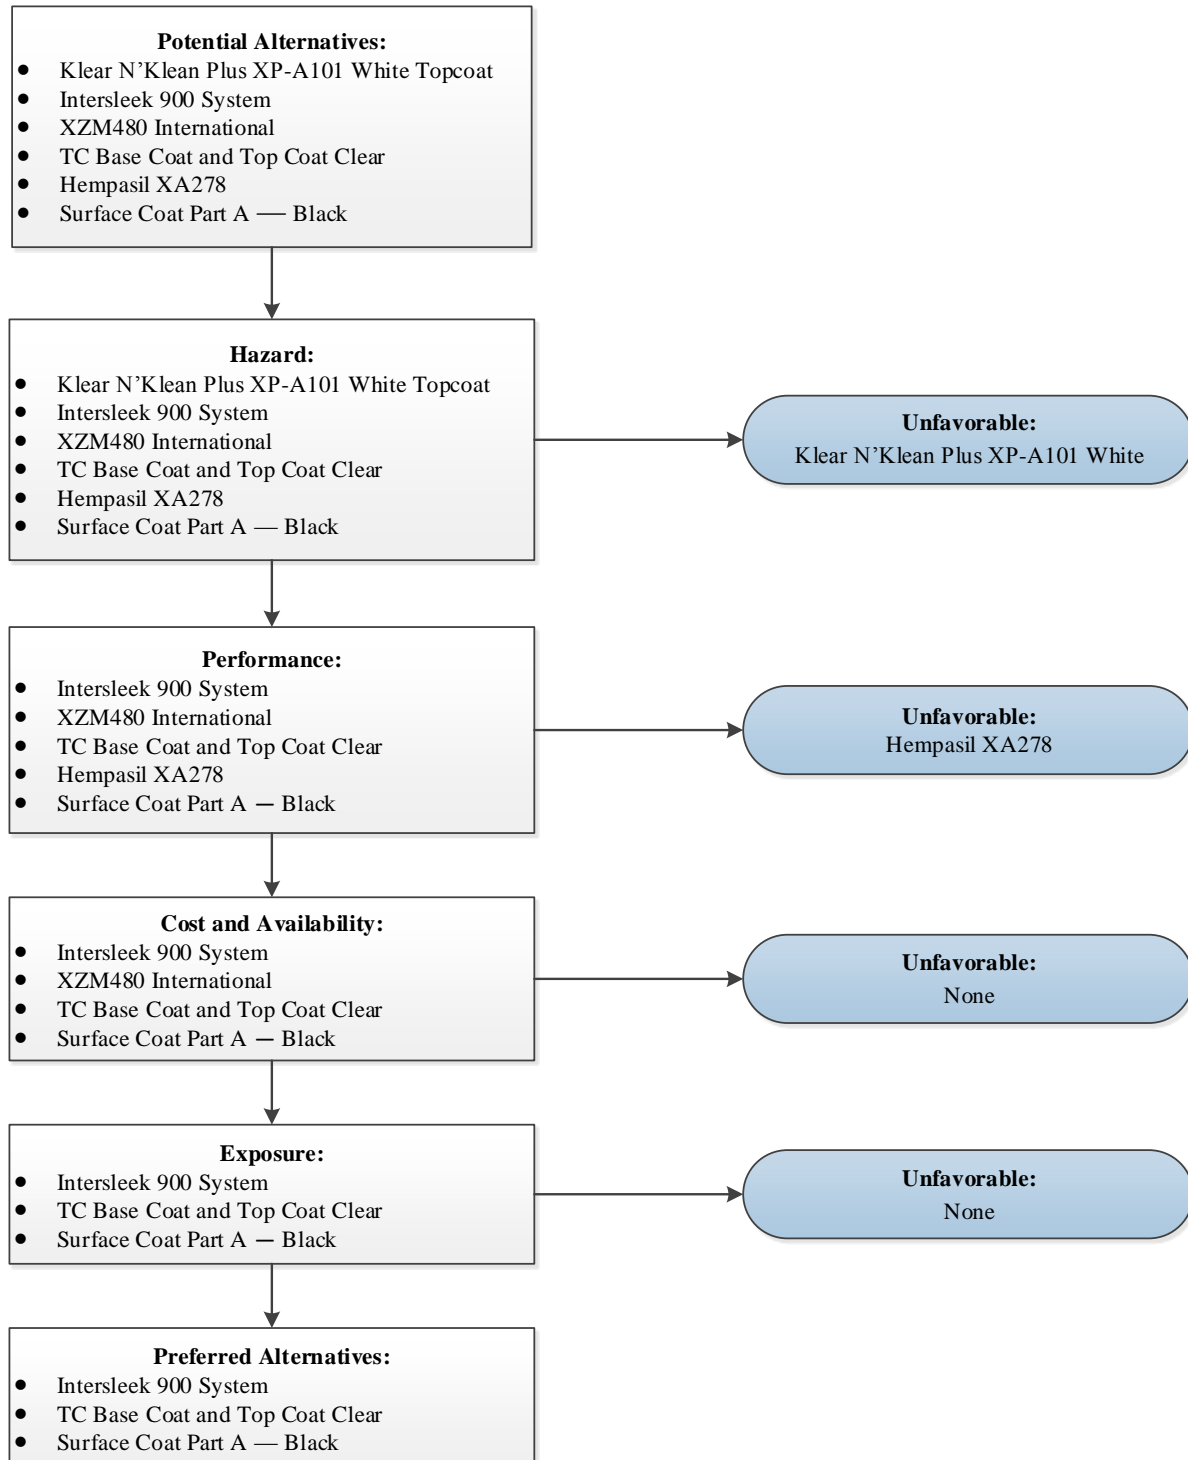 Potential Alternatives:
● Klear N’Klean Plus XP-A101 White Topcoat
● Intersleek 900 System
● XZM480 International
● TC Base Coat and Top Coat Clear
● Hempasil XA278
● Surface Coat Part A — Black
Hazard:
● Klear N’Klean Plus XP-A101 White Topcoat
● Intersleek 900 System
● XZM480 International
● TC Base Coat and Top Coat Clear
● Hempasil XA278
● Surface Coat Part A — Black
Unfavorable:
Klear N’Klean Plus XP-A101 White
Performance:
● Intersleek 900 System
● XZM480 International
● TC Base Coat and Top Coat Clear
● Hempasil XA278
● Surface Coat Part A — Black
Unfavorable:
Hempasil XA278
Cost and Availability:
● Intersleek 900 System
● XZM480 International
● TC Base Coat and Top Coat Clear
● Surface Coat Part A — Black
Unfavorable:
None
Exposure:
● Intersleek 900 System
● TC Base Coat and Top Coat Clear
● Surface Coat Part A — Black
Unfavorable:
None
Preferred Alternatives:
● Intersleek 900 System
● TC Base Coat and Top Coat Clear
● Surface Coat Part A — Black